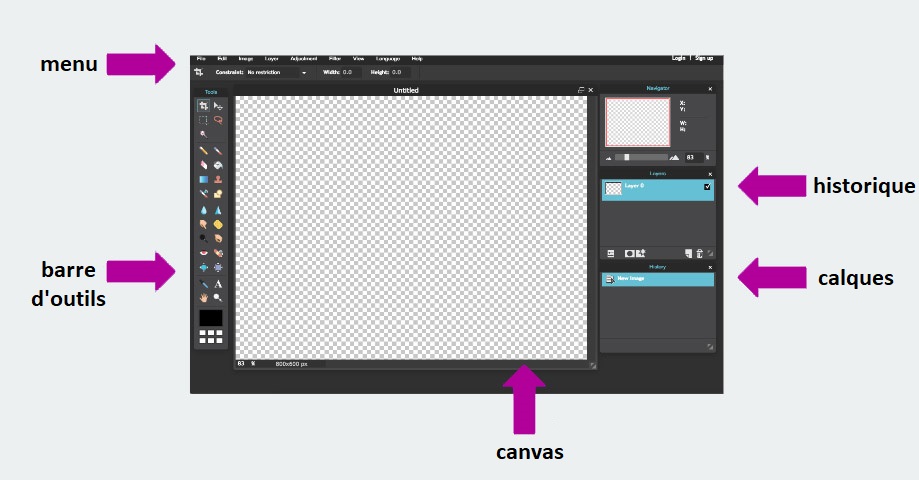 menu
File Edit Image Layer Adjustment Filter View Language Help
Login | Sign up
Constraint: No restriction Width: 0.0 Height: 0.0
Tools
Untitled
Navigator
X:
Y:
W:
H:
83 %
Layers
Layer 0
historique
barre
d'outils
History
New image
calques
83 % 800x600 px
canvas